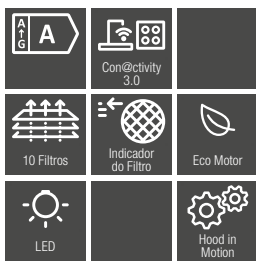 A
↑
G
A
Con@ctivity
3.0
10 Filtros
Indicador
do Filtro
Eco Motor
LED
Hood in
Motion